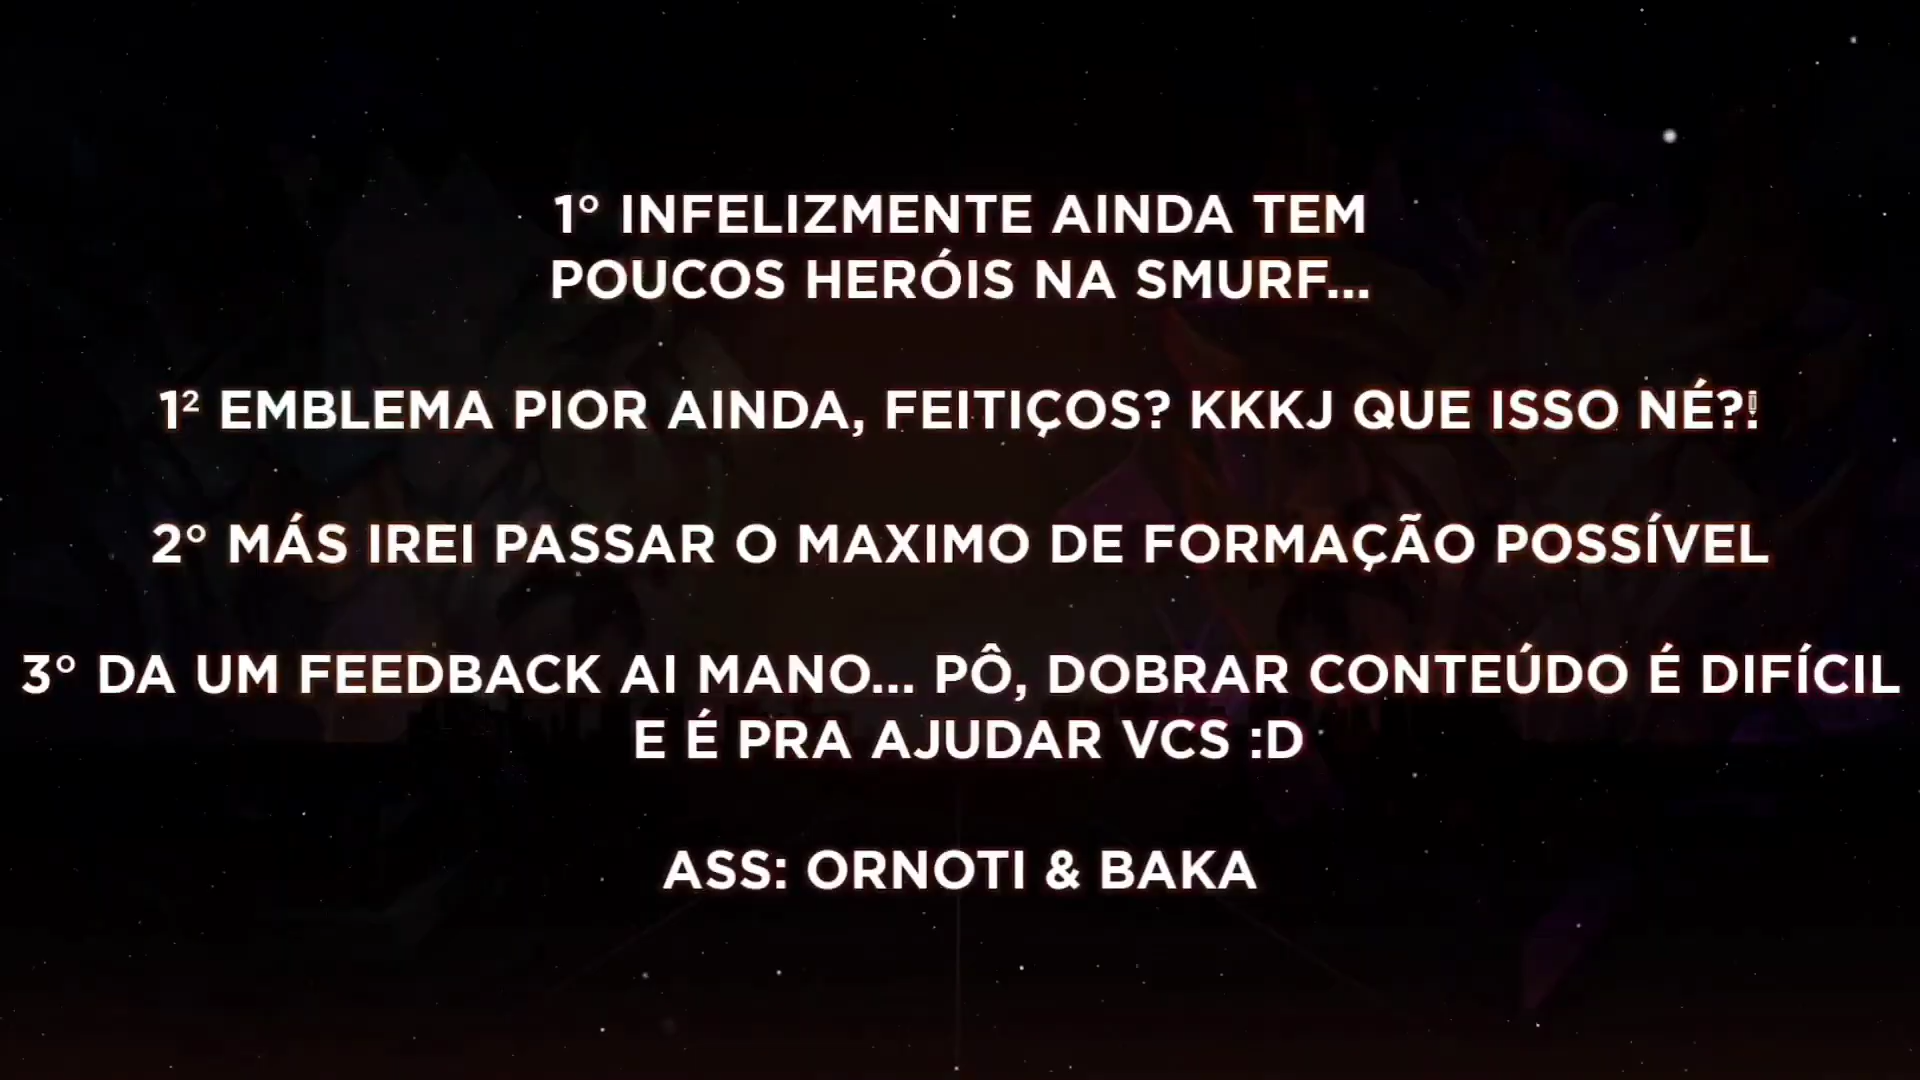 1° INFELIZMENTE AINDA TEM
POUCOS HERÓIS NA SMURF...
1² EMBLEMA PIOR AINDA, FEITIÇOS? KKKJ QUE ISSO NÉ?!
2° MÁS IREI PASSAR O MAXIMO DE FORMAÇÃO POSSÍVEL
3° DA UM FEEDBACK AI MANO... PÔ, DOBRAR CONTEÚDO É DIFÍCIL
E É PRA AJUDAR VCS :D
ASS: ORNOTI & BAKA